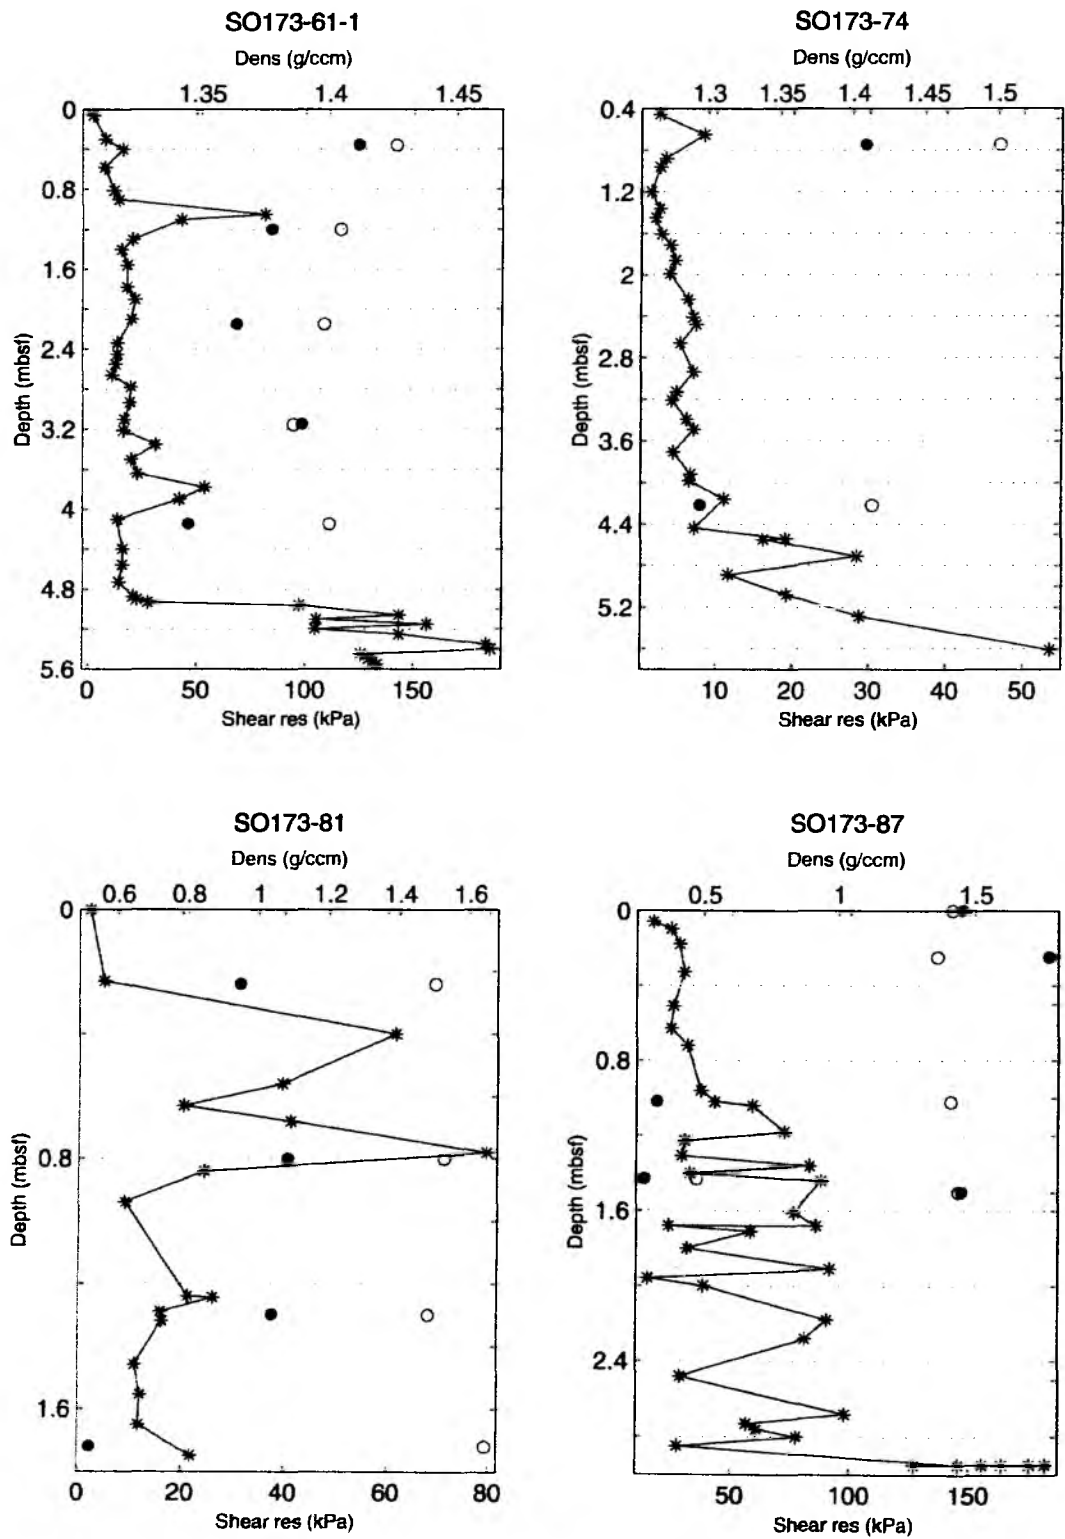 SO173-61-1
Dens (g/ccm)
1.35 1.4 1.45
0
0.8
1.6
2.4
3.2
4
4.8
5.6
Depth (mbsf)
0 50 100 150
Shear res (kPa)
SO173-74
Dens (g/ccm)
1.3 1.35 1.4 1.45 1.5
0.4
1.2
2
2.8
3.6
4.4
5.2
Depth (mbsf)
10 20 30 40 50
Shear res (kPa)
SO173-81
Dens (g/ccm)
0.6 0.8 1 1.2 1.4 1.6
0
0.8
1.6
Depth (mbsf)
0 20 40 60 80
Shear res (kPa)
SO173-87
Dens (g/ccm)
0.5 1 1.5
0
0.8
1.6
2.4
Depth (mbsf)
50 100 150
Shear res (kPa)